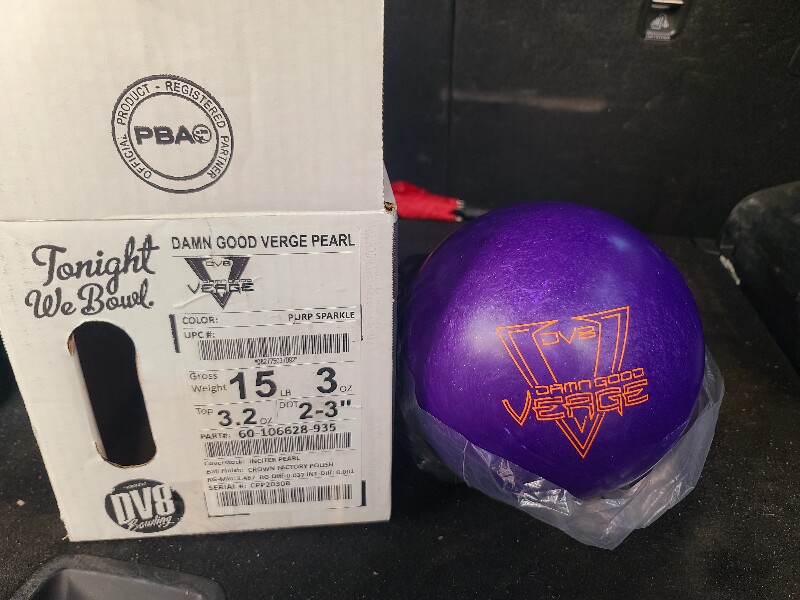 OFFICIAL PRODUCT - REGISTERED PARTNER
PBA
Tonight
We Bowl.
DAMN GOOD VERGE PEARL
DV8
DAMN GOOD
VERGE
COLOR: PURP SPARKLE
UPC #:
Gross
Weight 15 LB 3 OZ
Top 3.2 OZ DOT 2-3"
PART#: 60-106628-935
Coverstock: INCITER PEARL
Ball Finish: CROWN FACTORY POLISH
SERIAL #:
DV8
Bowling
DV8
DAMN GOOD
VERGE